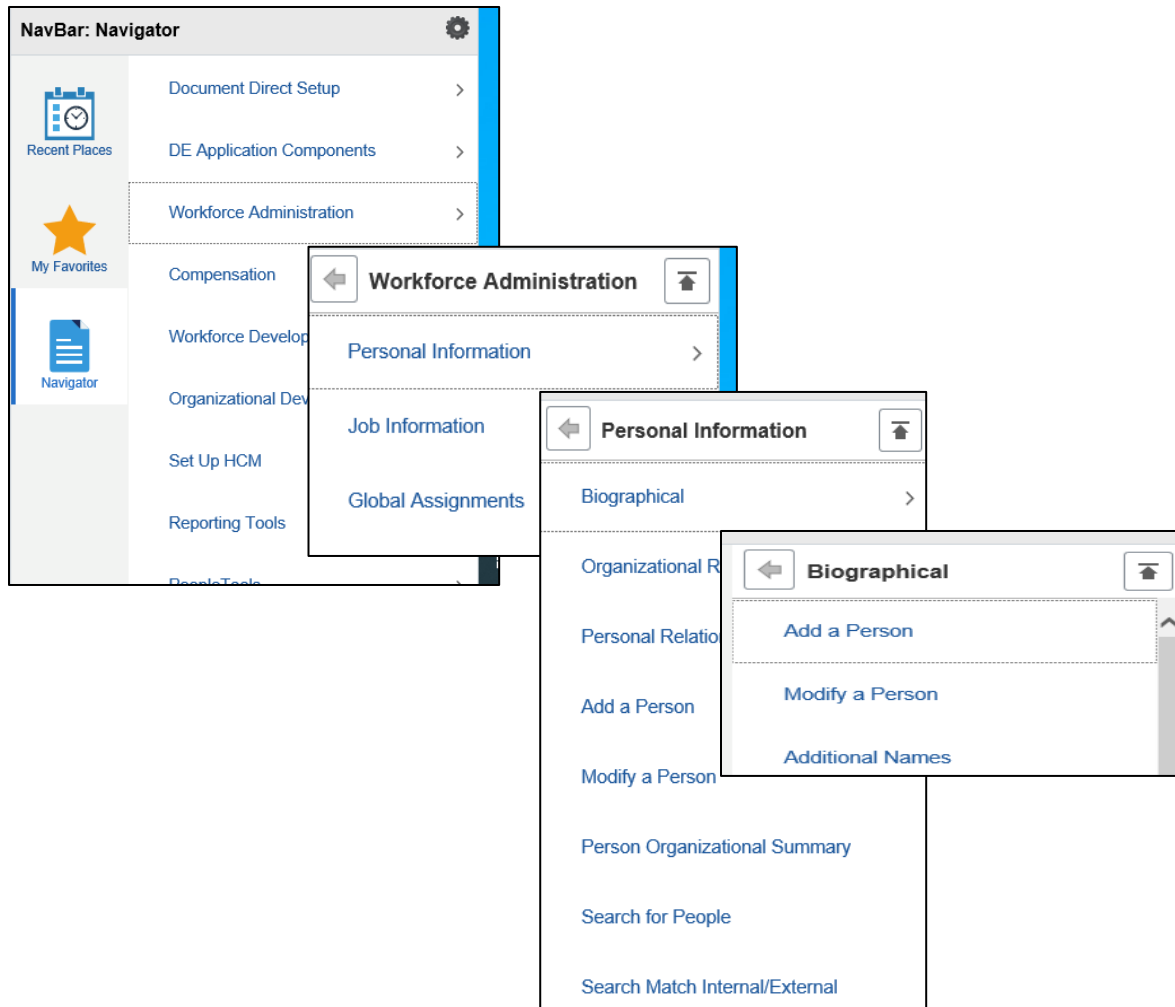 NavBar: Navigator
Recent Places
My Favorites
Navigator
Document Direct Setup
DE Application Components
Workforce Administration
Compensation
Workforce Develop
Organizational Dev
Set Up HCM
Reporting Tools
PeopleTools
Workforce Administration
Personal Information
Job Information
Global Assignments
Personal Information
Biographical
Organizational R
Personal Relatio
Add a Person
Modify a Person
Person Organizational Summary
Search for People
Search Match Internal/External
Biographical
Add a Person
Modify a Person
Additional Names